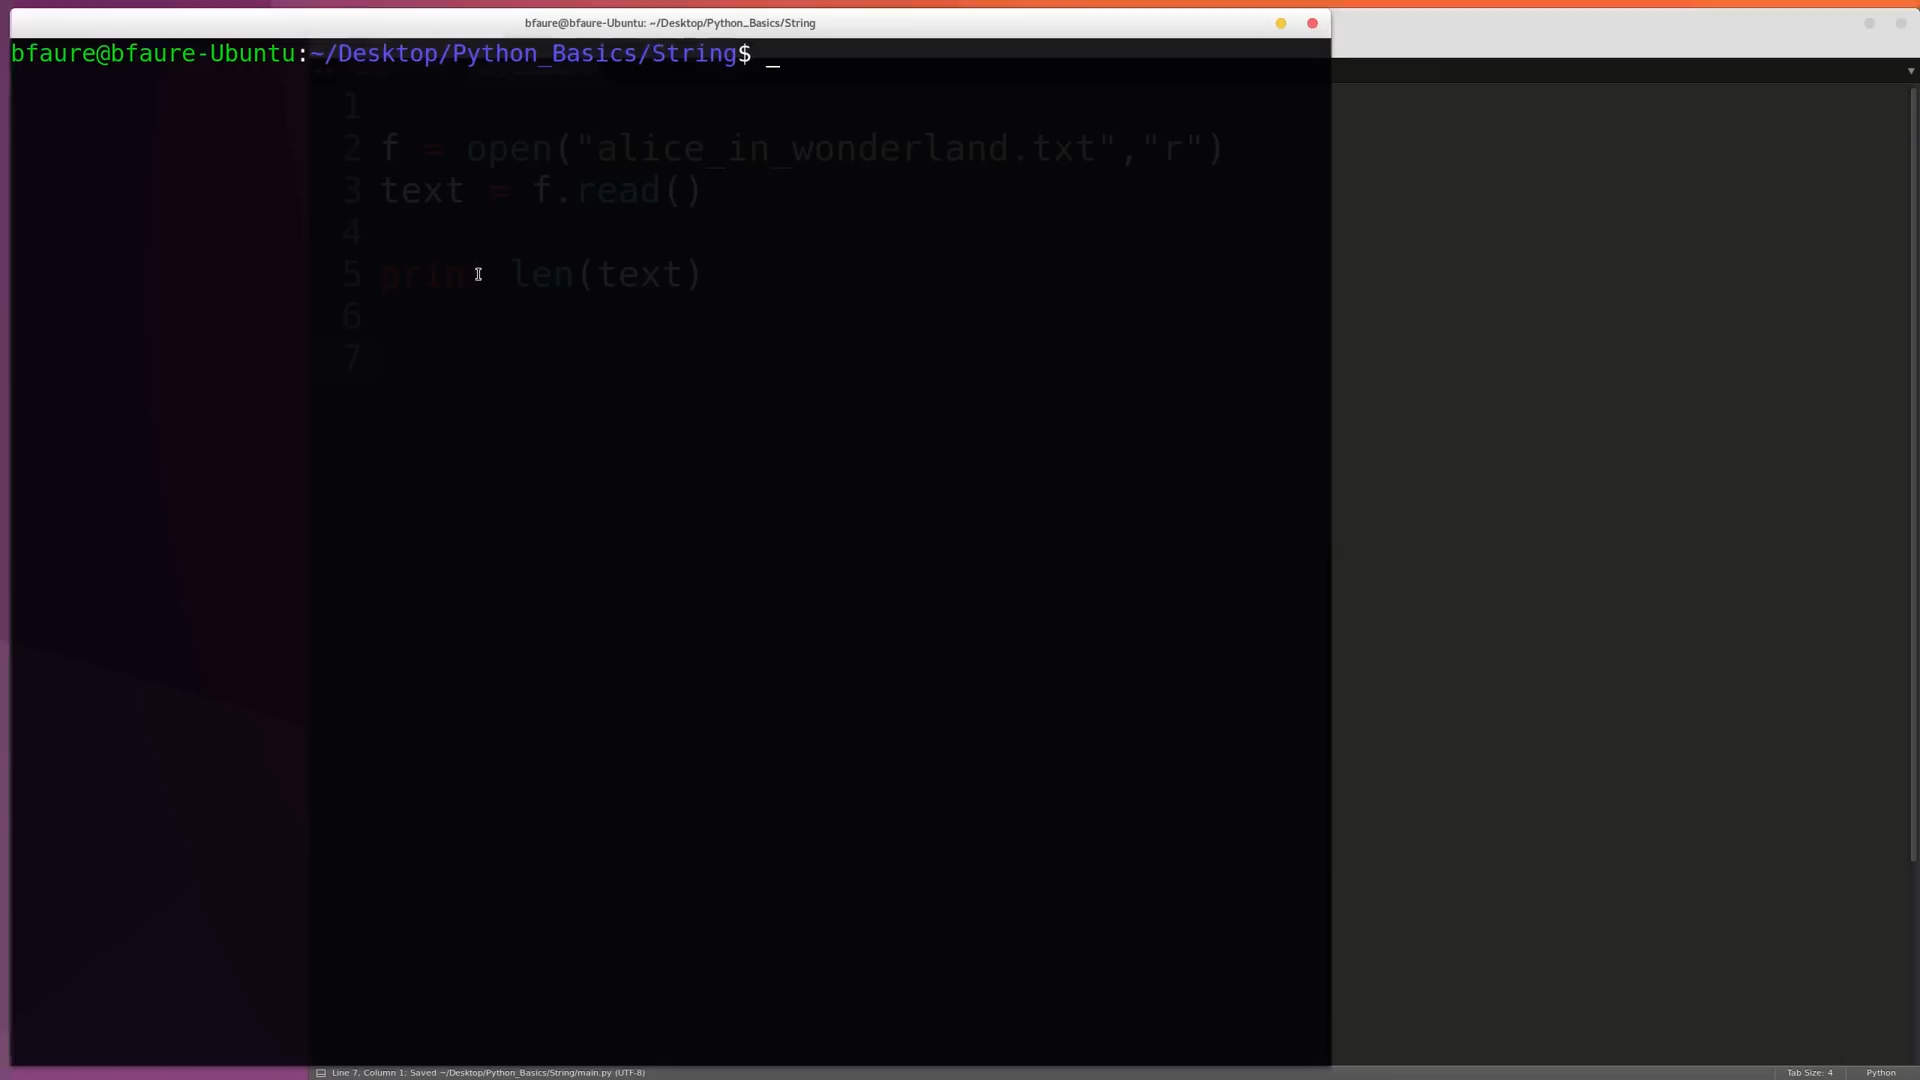 bfaure@bfaure-Ubuntu: ~/Desktop/Python_Basics/String
bfaure@bfaure-Ubuntu:~/Desktop/Python_Basics/String$ _
1
2 f = open("alice_in_wonderland.txt","r")
3 text = f.read()
4
5 print len(text)
6
7
Line 7, Column 1; Saved ~/Desktop/Python_Basics/String/main.py (UTF-8) Tab Size: 4 Python